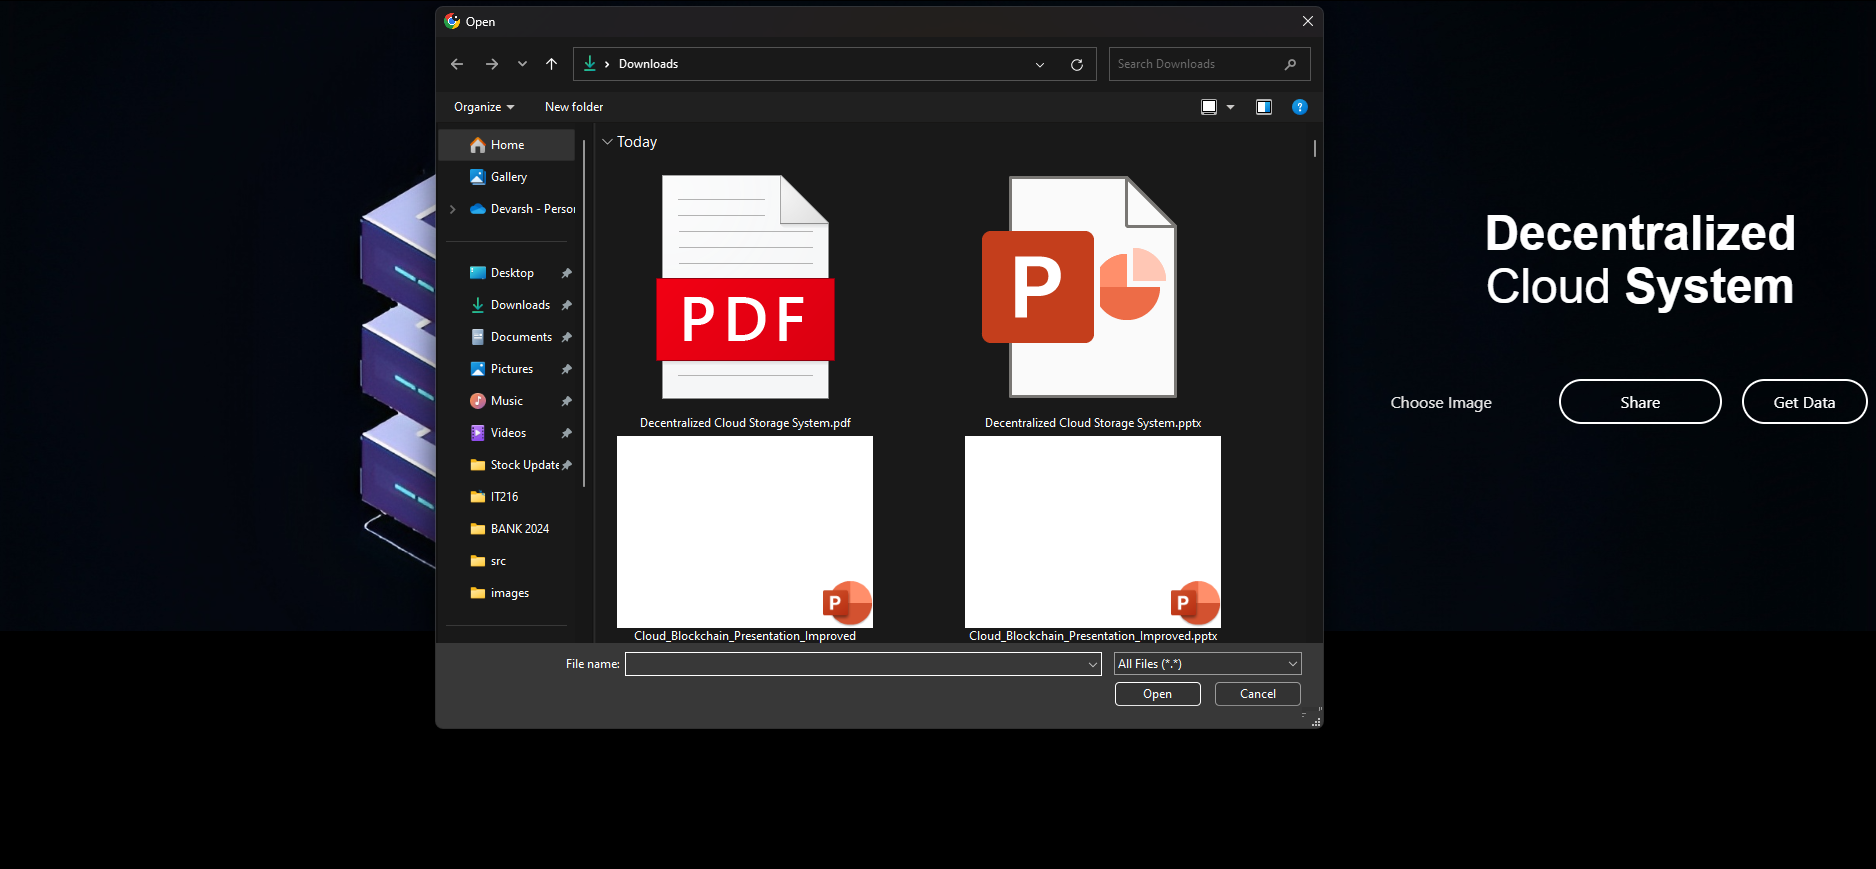 Open
Downloads
Search Downloads
Organize
New folder
?
Home
Gallery
Devarsh - Person
Desktop
Downloads
Documents
Pictures
Music
Videos
Stock Update
IT216
BANK 2024
src
images
Today
PDF
P
Decentralized Cloud Storage System.pdf
Decentralized Cloud Storage System.pptx
P
P
Cloud_Blockchain_Presentation_Improved
Cloud_Blockchain_Presentation_Improved.pptx
File name:
All Files (*.*)
Open
Cancel
Decentralized
Cloud System
Choose Image
Share
Get Data